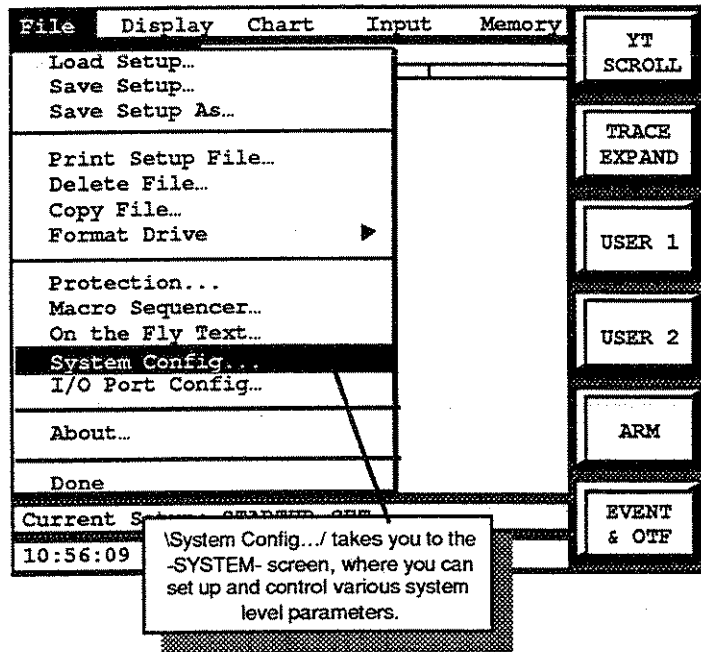 File Display Chart Input Memory
Load Setup…
Save Setup…
Save Setup As…
Print Setup File…
Delete File…
Copy File…
Format Drive
Protection...
Macro Sequencer…
On the Fly Text…
System Config...
I/O Port Config…
About…
Done
Current
10:56:09
\System Config…/ takes you to the
-SYSTEM- screen, where you can
set up and control various system
level parameters.
YT
SCROLL
TRACE
EXPAND
USER 1
USER 2
ARM
EVENT
& OTF